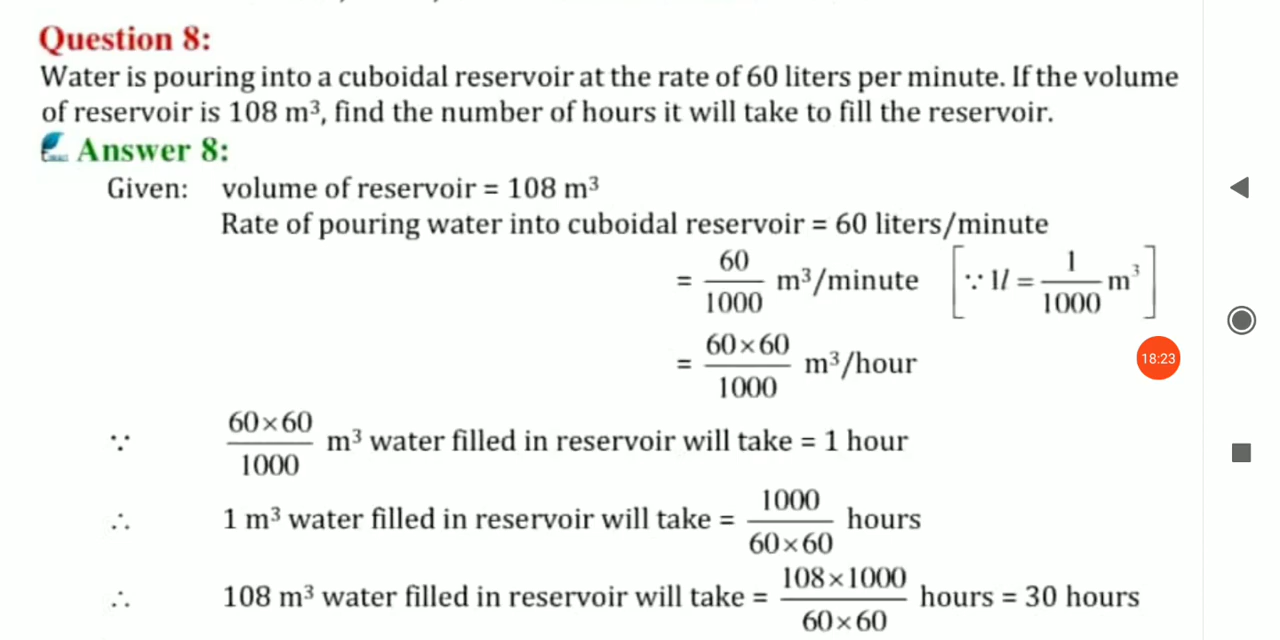 Question 8:
Water is pouring into a cuboidal reservoir at the rate of 60 liters per minute. If the volume
of reservoir is 108 m³, find the number of hours it will take to fill the reservoir.
Answer 8:
Given: volume of reservoir = 108 m³
Rate of pouring water into cuboidal reservoir = 60 liters/minute
= 60/1000 m³/minute [∵ 1l = 1/1000 m³]
= 60×60/1000 m³/hour
18:23
∵ 60×60/1000 m³ water filled in reservoir will take = 1 hour
∴ 1 m³ water filled in reservoir will take = 1000/60×60 hours
∴ 108 m³ water filled in reservoir will take = 108×1000/60×60 hours = 30 hours